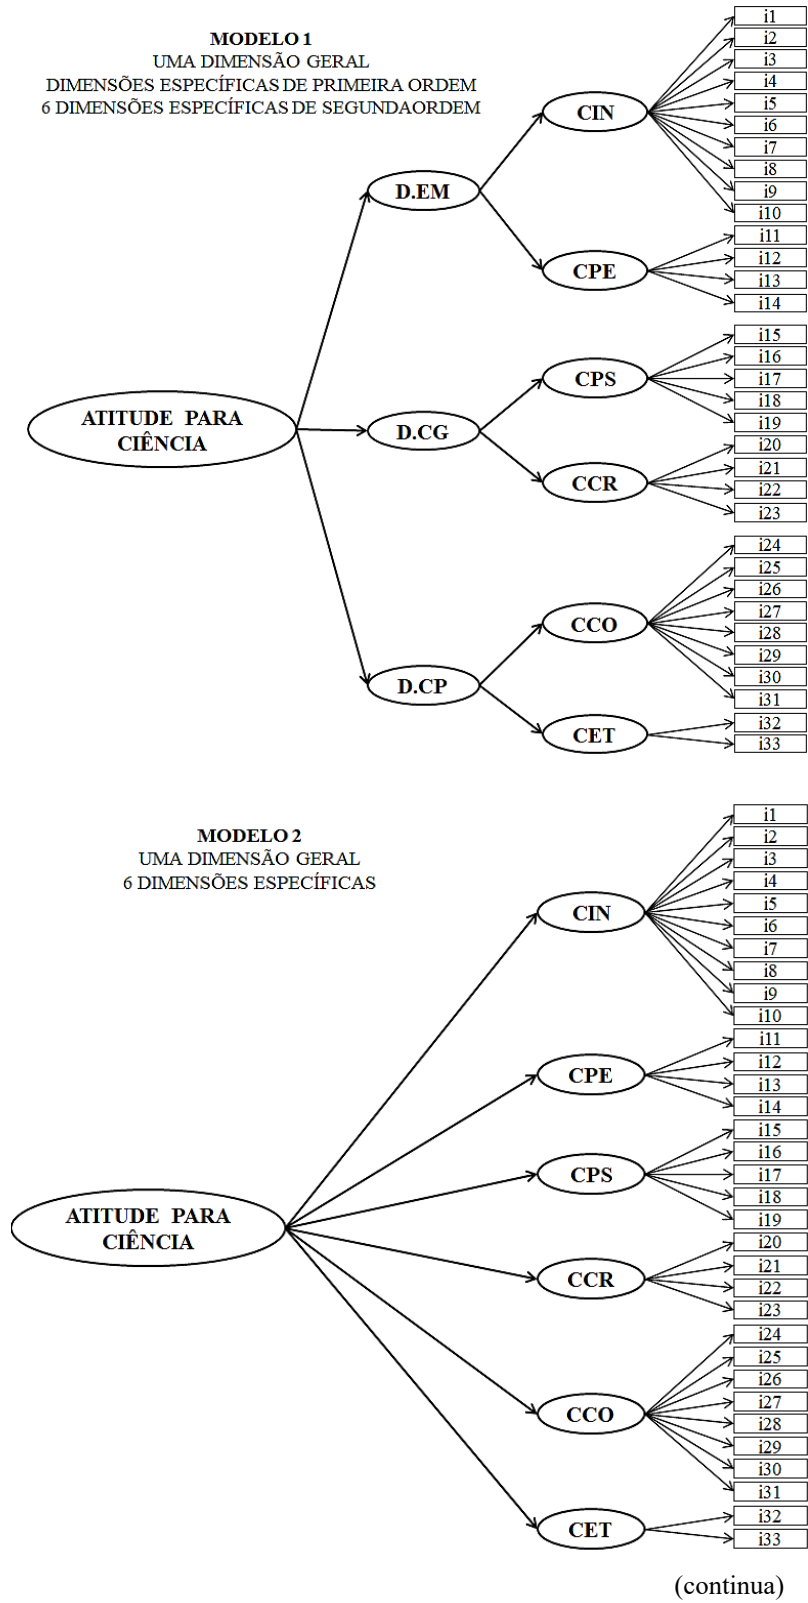 MODELO 1
UMA DIMENSÃO GERAL
DIMENSÕES ESPECÍFICAS DE PRIMEIRA ORDEM
6 DIMENSÕES ESPECÍFICAS DE SEGUNDAORDEM
ATITUDE PARA
CIÊNCIA
D.EM
D.CG
D.CP
CIN
CPE
CPS
CCR
CCO
CET
i1
i2
i3
i4
i5
i6
i7
i8
i9
i10
i11
i12
i13
i14
i15
i16
i17
i18
i19
i20
i21
i22
i23
i24
i25
i26
i27
i28
i29
i30
i31
i32
i33
MODELO 2
UMA DIMENSÃO GERAL
6 DIMENSÕES ESPECÍFICAS
ATITUDE PARA
CIÊNCIA
CIN
CPE
CPS
CCR
CCO
CET
i1
i2
i3
i4
i5
i6
i7
i8
i9
i10
i11
i12
i13
i14
i15
i16
i17
i18
i19
i20
i21
i22
i23
i24
i25
i26
i27
i28
i29
i30
i31
i32
i33
(continua)